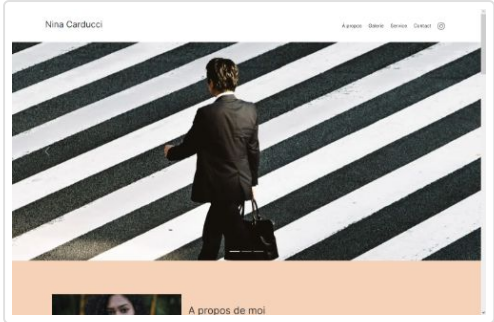 Nina Carducci
A propos Galerie Service Contact
A propos de moi